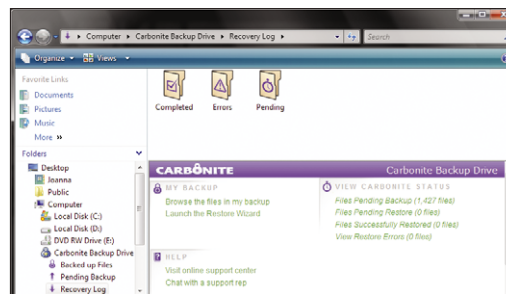 Computer ▸ Carbonite Backup Drive ▸ Recovery Log ▸
Search
Organize
Views
Favorite Links
Documents
Pictures
Music
More »
Folders
Desktop
Joanna
Public
Computer
Local Disk (C:)
Local Disk (D:)
DVD RW Drive (E:)
Carbonite Backup Drive
Backed up Files
Pending Backup
Recovery Log
Completed
Errors
Pending
CARBONITE
Carbonite Backup Drive
MY BACKUP
Browse the files in my backup
Launch the Restore Wizard
VIEW CARBONITE STATUS
Files Pending Backup (1,427 files)
Files Pending Restore (0 files)
Files Successfully Restored (0 files)
View Restore Errors (0 files)
HELP
Visit online support center
Chat with a support rep